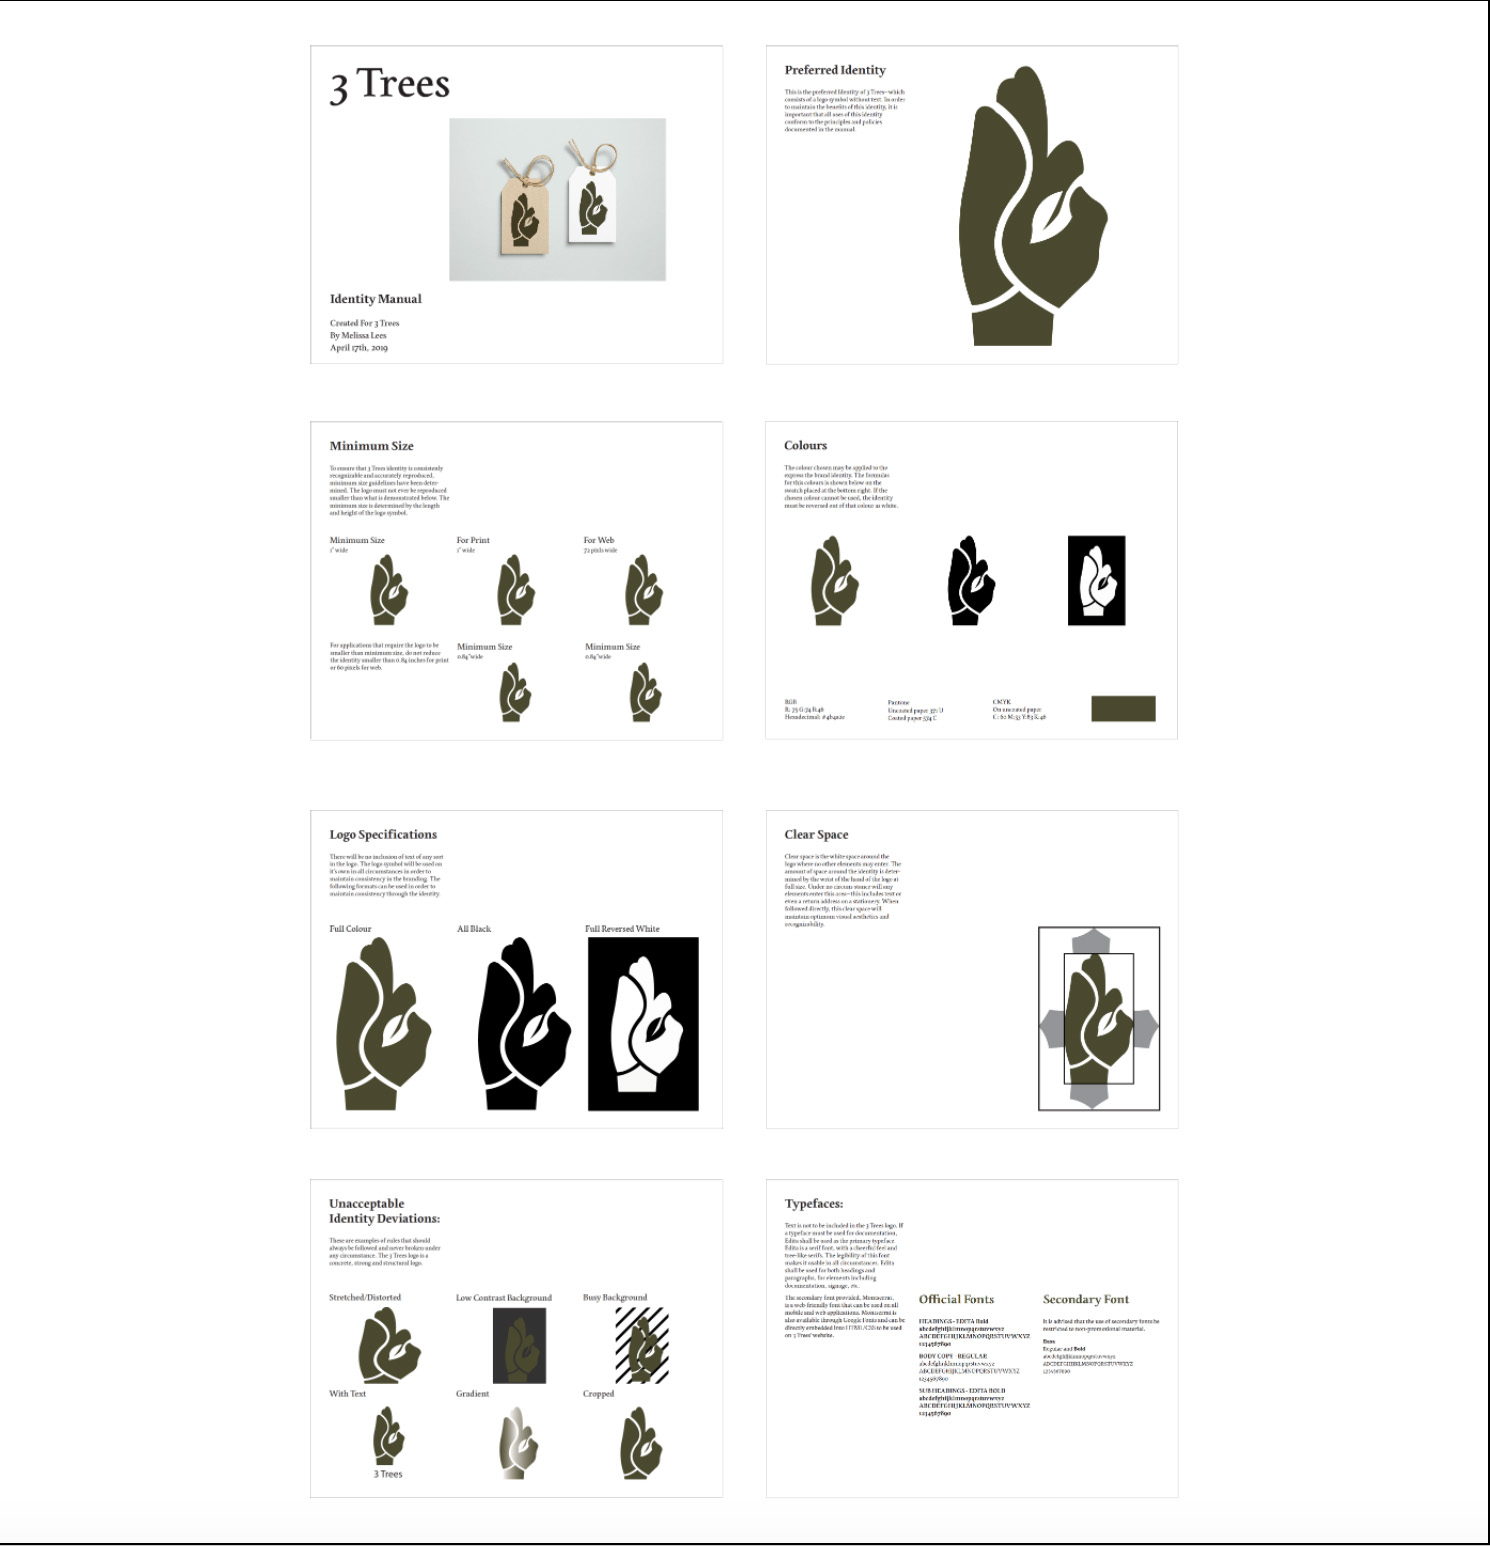 3 Trees
Identity Manual
Created For 3 Trees
By Melissa Lees
April 17th, 2019
Preferred Identity
This is the preferred Identity of 3 Trees–which
consists of a logo symbol without text. In order
to maintain the benefits of this identity, it is
important that all uses of this identity
conform to the principles and policies
documented in the manual
Minimum Size
To ensure that 3 Trees identity is consistently
recognizable and accurately reproduced,
minimum size guidelines have been deter-
mined. The logo must not ever be reproduced
smaller than what is demonstrated below. The
minimum size is determined by the length
and height of the logo symbol.
Minimum Size
1" wide
For Print
1" wide
For Web
72 pixls wide
For applications that require the logo to be
smaller than minimum size, do not reduce
the identity smaller than 0.84 inches for print
or 60 pixels for web.
Minimum Size
0.84"wide
Minimum Size
0.84"wide
Colours
The colour chosen may be applied to the
express the brand identity. The formulas
for this colours is shown below on the
swatch placed at the bottom right. If the
chosen colour cannot be used, the identity
must be reversed out of that colour as white.
RGB
R: 75 G:74 B:46
Hexadecimal: #4b4a2e
Pantone
Uncoated paper 371 U
Coated paper 574 C
CMYK
On uncoated paper
C: 60 M:53 Y:83 K:46
Logo Specifications
There will be no inclusion of text of any sort
in the logo. The logo symbol will be used on
it's own in all circumstances in order to
maintain consistency in the branding. The
following formats can be used in order to
maintain consistency through the identity.
Full Colour
All Black
Full Reversed White
Clear Space
Clear space is the white space around the
logo where no other elements may enter. The
amount of space around the identity is deter-
mined by the wrist of the hand of the logo at
full size. Under no circum stance will any
elements enter this area–this includes text or
even a return address on a stationery. When
followed directly, this clear space will
maintain optimum visual aesthetics and
recognizability.
Unacceptable
Identity Deviations:
These are examples of rules that should
always be followed and never broken under
any circumstance. The 3 Trees logo is a
concrete, strong and structural logo.
Stretched/Distorted
Low Contrast Background
Busy Background
With Text
Gradient
Cropped
3 Trees
Typefaces:
Text is not to be included in the 3 Trees logo. If
a typeface must be used for documentation,
Edita shall be used as the primary typeface.
Edita is a serif font, with a cheerful feel and
tree-like serifs. The legibility of this font
makes it usable in all circumstances. Edita
shall be used for both headings and
paragraphs, for elements including
documentation, signage, etc.
The secondary font provided, Montserrat,
is a web-friendly font that can be used on all
mobile and web applications. Montserrat is
also available through Google Fonts and can be
directly embedded into HTML/CSS to be used
on 3 Trees' website.
Official Fonts
HEADINGS - EDITA Bold
abcdefghijklmnopqrstuvwxyz
ABCDEFGHIJKLMNOPQRSTUVWXYZ
1234567890
BODY COPY - REGULAR
abcdefghijklmnopqrstuvwxyz
ABCDEFGHIJKLMNOPQRSTUVWXYZ
1234567890
SUB HEADINGS - EDITA BOLD
abcdefghijklmnopqrstuvwxyz
ABCDEFGHIJKLMNOPQRSTUVWXYZ
1234567890
Secondary Font
It is advised that the use of secondary fonts be
restricted to non-promotional material.
Regular and Bold
abcdefghijklmnopqrstuvwxyz
ABCDEFGHIJKLMNOPQRSTUVWXYZ
1234567890